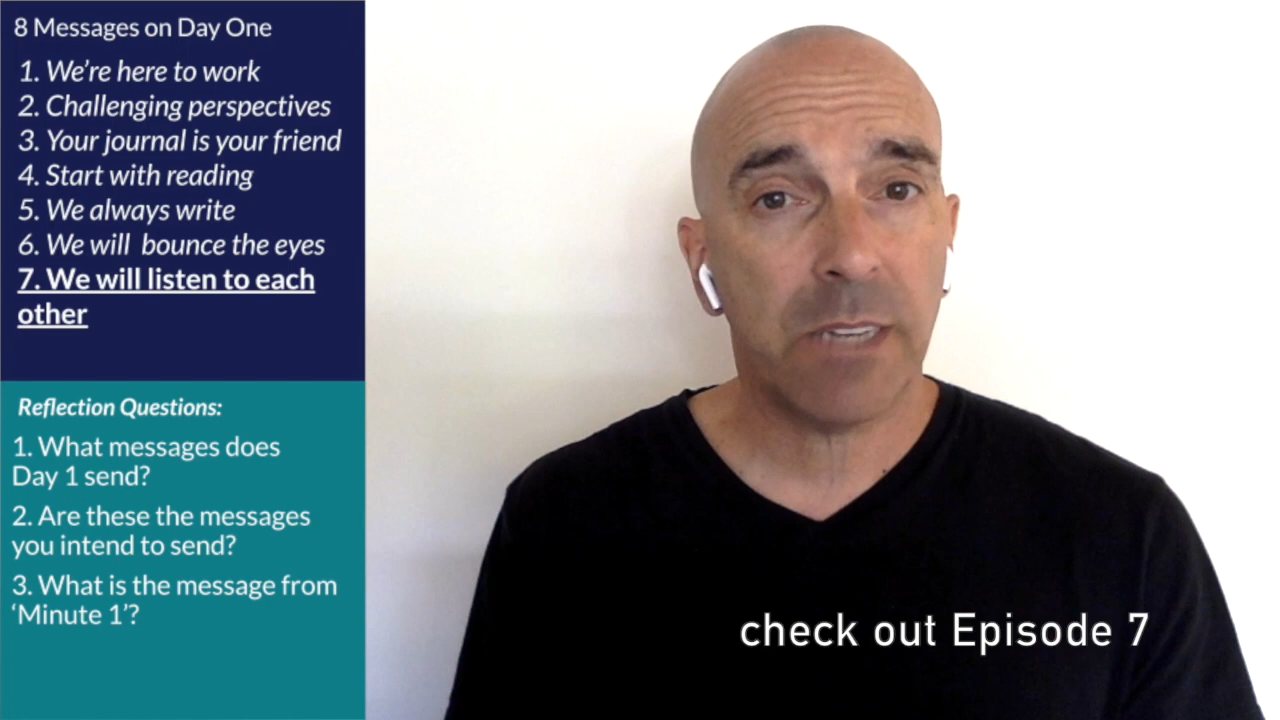 8 Messages on Day One
1. We're here to work
2. Challenging perspectives
3. Your journal is your friend
4. Start with reading
5. We always write
6. We will bounce the eyes
7. We will listen to each
other
Reflection Questions:
1. What messages does
Day 1 send?
2. Are these the messages
you intend to send?
3. What is the message from
‘Minute 1’?
check out Episode 7